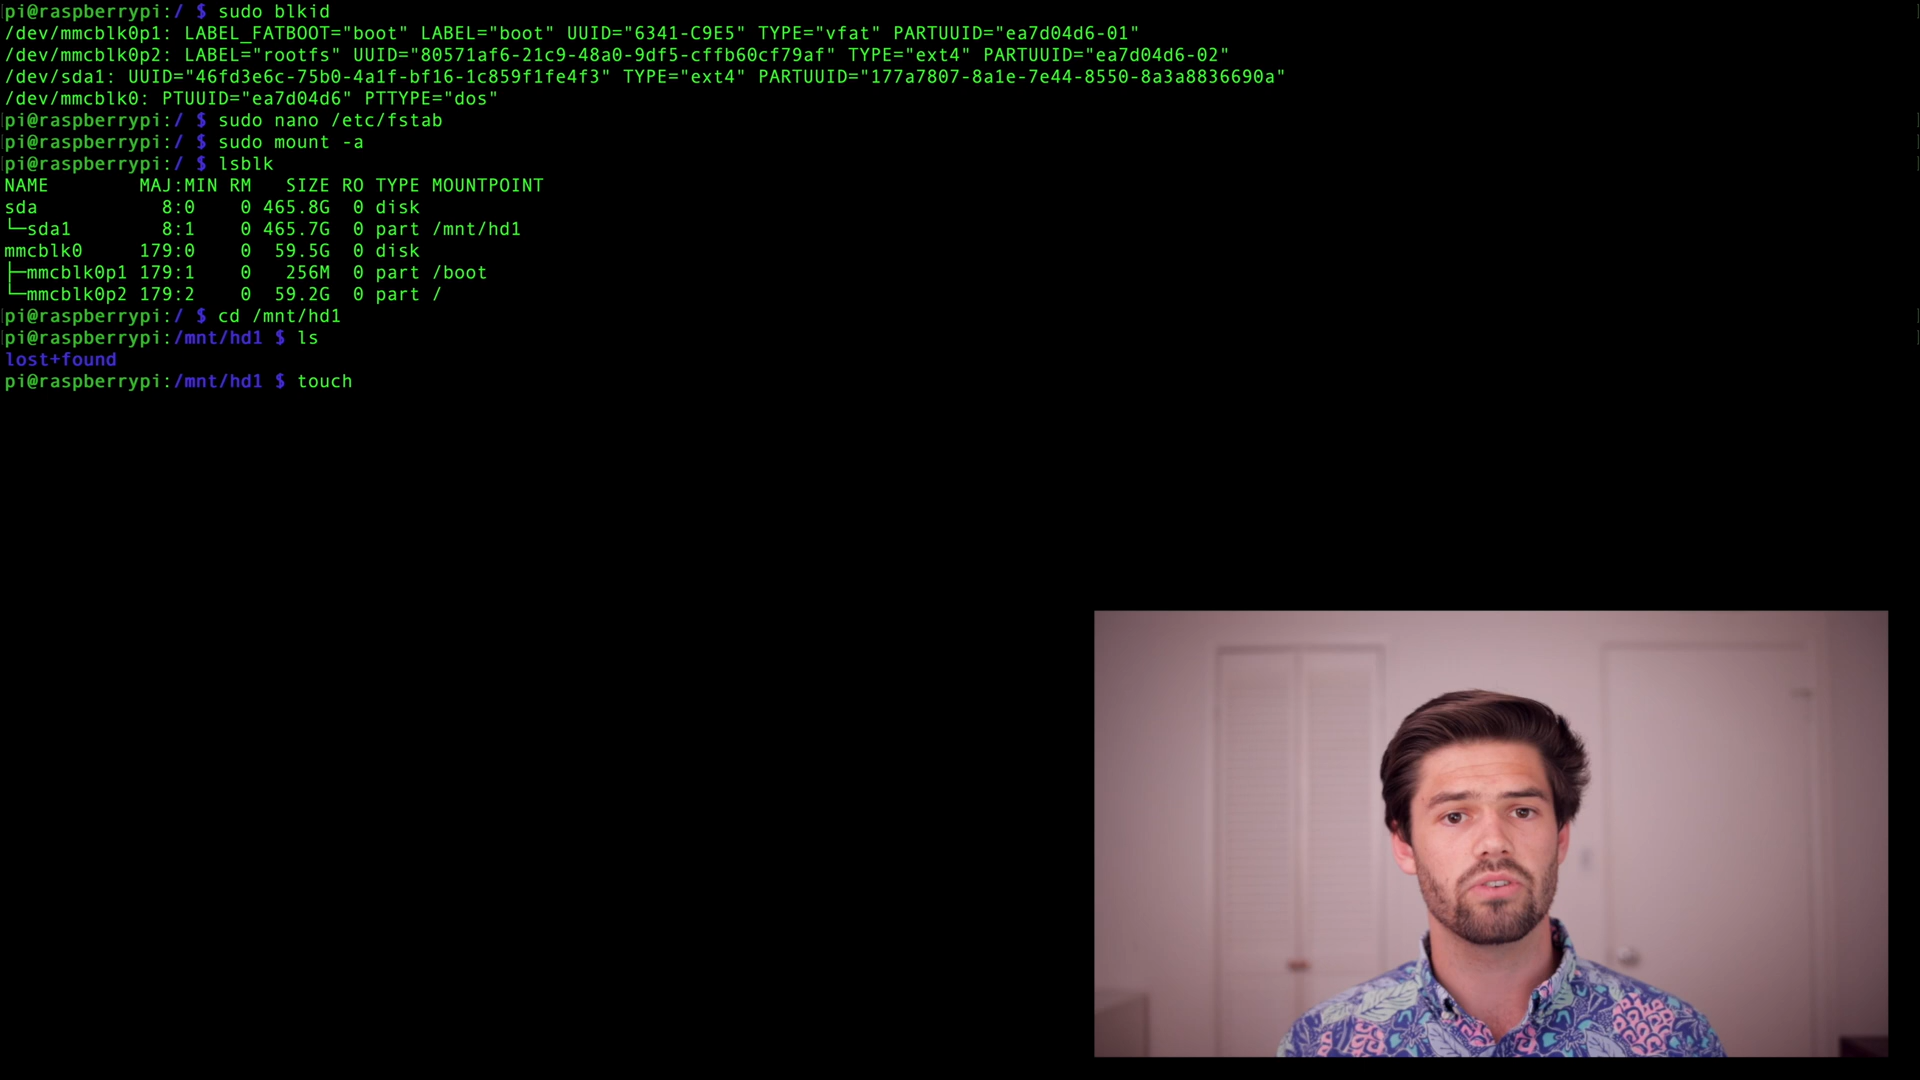 pi@raspberrypi:/ $ sudo blkid
/dev/mmcblk0p1: LABEL_FATBOOT="boot" LABEL="boot" UUID="6341-C9E5" TYPE="vfat" PARTUUID="ea7d04d6-01"
/dev/mmcblk0p2: LABEL="rootfs" UUID="80571af6-21c9-48a0-9df5-cffb60cf79af" TYPE="ext4" PARTUUID="ea7d04d6-02"
/dev/sda1: UUID="46fd3e6c-75b0-4a1f-bf16-1c859f1fe4f3" TYPE="ext4" PARTUUID="177a7807-8a1e-7e44-8550-8a3a8836690a"
/dev/mmcblk0: PTUUID="ea7d04d6" PTTYPE="dos"
pi@raspberrypi:/ $ sudo nano /etc/fstab
pi@raspberrypi:/ $ sudo mount -a
pi@raspberrypi:/ $ lsblk
NAME        MAJ:MIN RM   SIZE RO TYPE MOUNTPOINT
sda           8:0    0 465.8G  0 disk
└─sda1        8:1    0 465.7G  0 part /mnt/hd1
mmcblk0     179:0    0  59.5G  0 disk
├─mmcblk0p1 179:1    0   256M  0 part /boot
└─mmcblk0p2 179:2    0  59.2G  0 part /
pi@raspberrypi:/ $ cd /mnt/hd1
pi@raspberrypi:/mnt/hd1 $ ls
lost+found
pi@raspberrypi:/mnt/hd1 $ touch